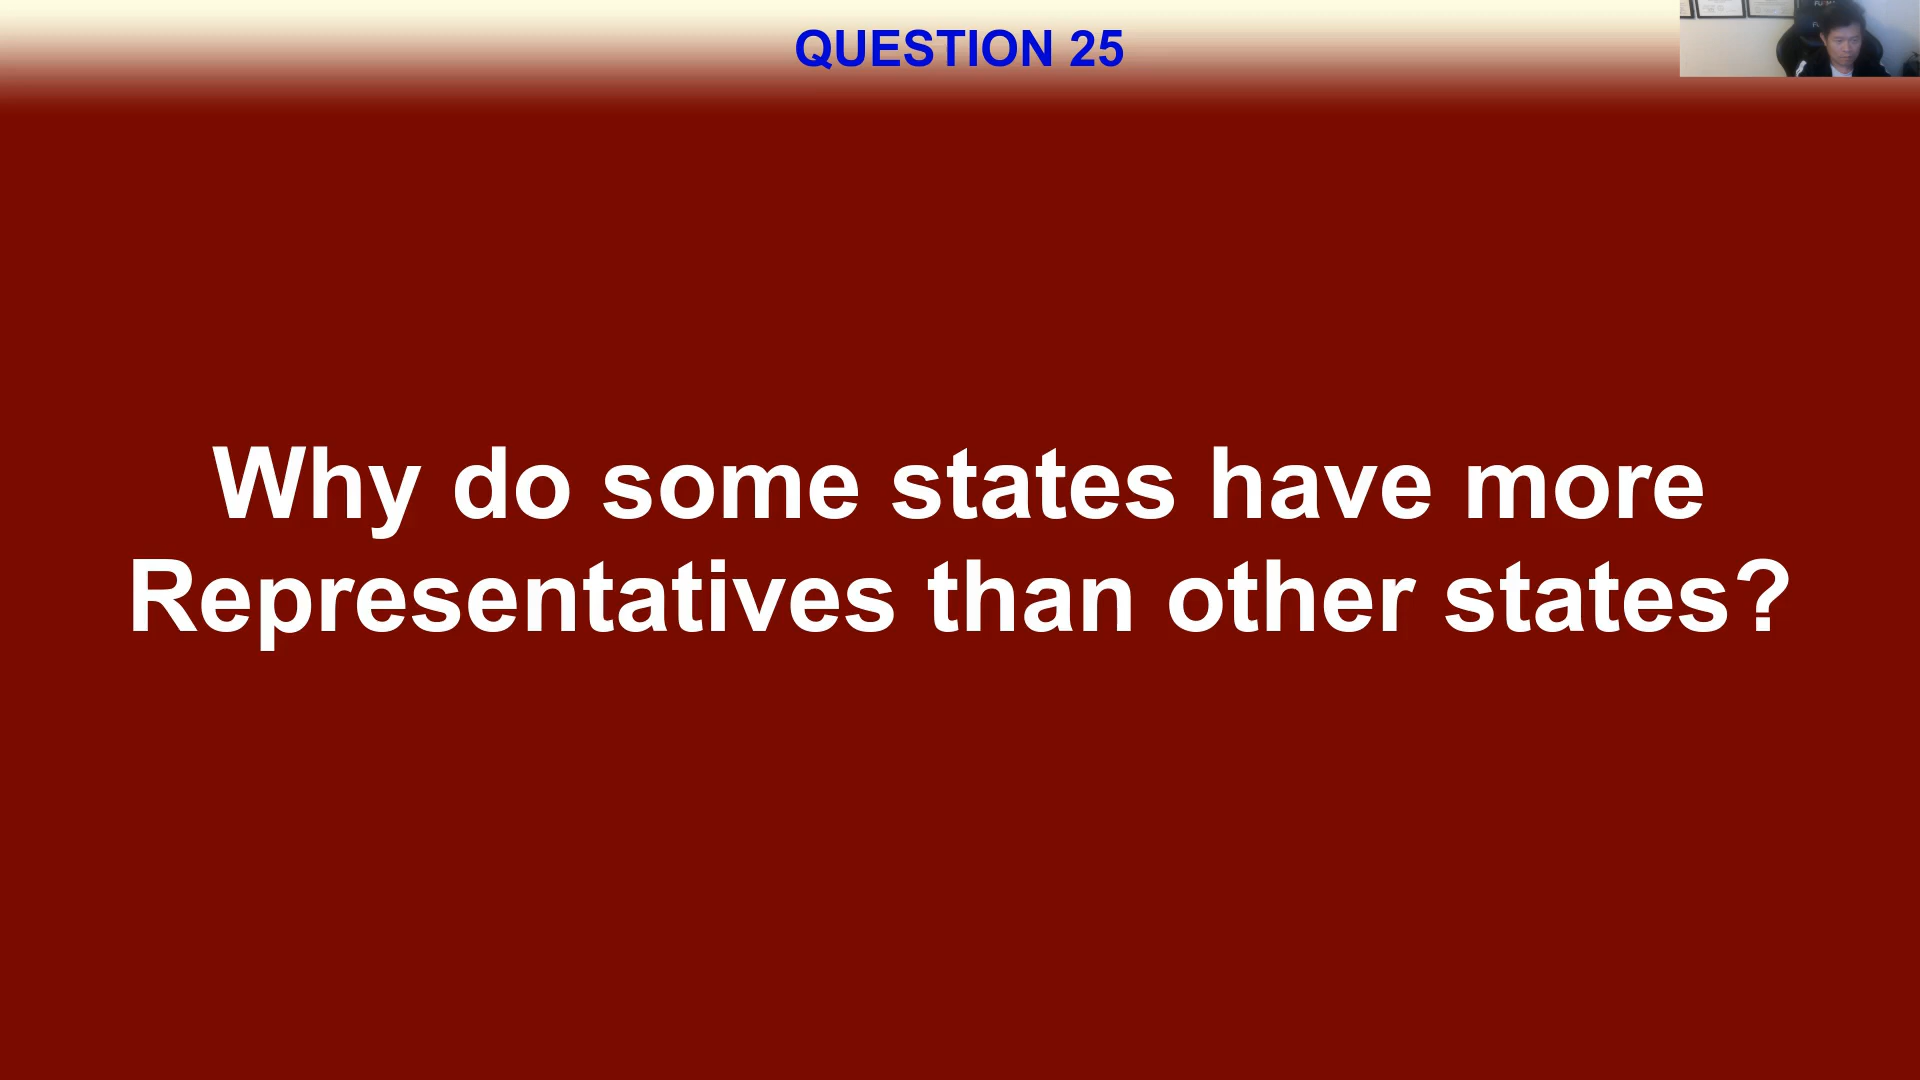 QUESTION 25
Why do some states have more
Representatives than other states?